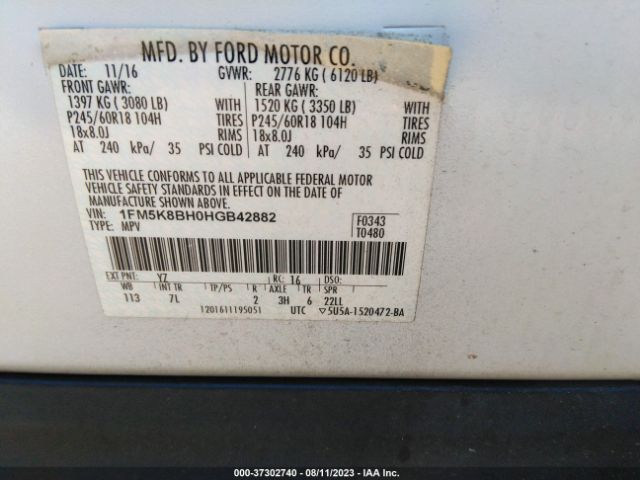 MFD. BY FORD MOTOR CO.
DATE: 11/16 GVWR: 2776 KG ( 6120 LB)
FRONT GAWR: REAR GAWR:
1397 KG ( 3080 LB) WITH 1520 KG ( 3350 LB) WITH
P245/60R18 104H TIRES P245/60R18 104H TIRES
18x8.0J RIMS 18x8.0J RIMS
AT 240 kPa/ 35 PSI COLD AT 240 kPa/ 35 PSI COLD
THIS VEHICLE CONFORMS TO ALL APPLICABLE FEDERAL MOTOR
VEHICLE SAFETY STANDARDS IN EFFECT ON THE DATE OF
MANUFACTURE SHOWN ABOVE.
VIN: 1FM5K8BH0HGB42882 F0343
TYPE: MPV T0480
EXT PNT: YZ RC: 16 DSO:
WB INT TR TP/PS R AXLE TR SPR
113 7L 2 3H 6 22LL
1201611195051 UTC ▽5U5A-1520472-BA
000-37302740 - 08/11/2023 - IAAI.com